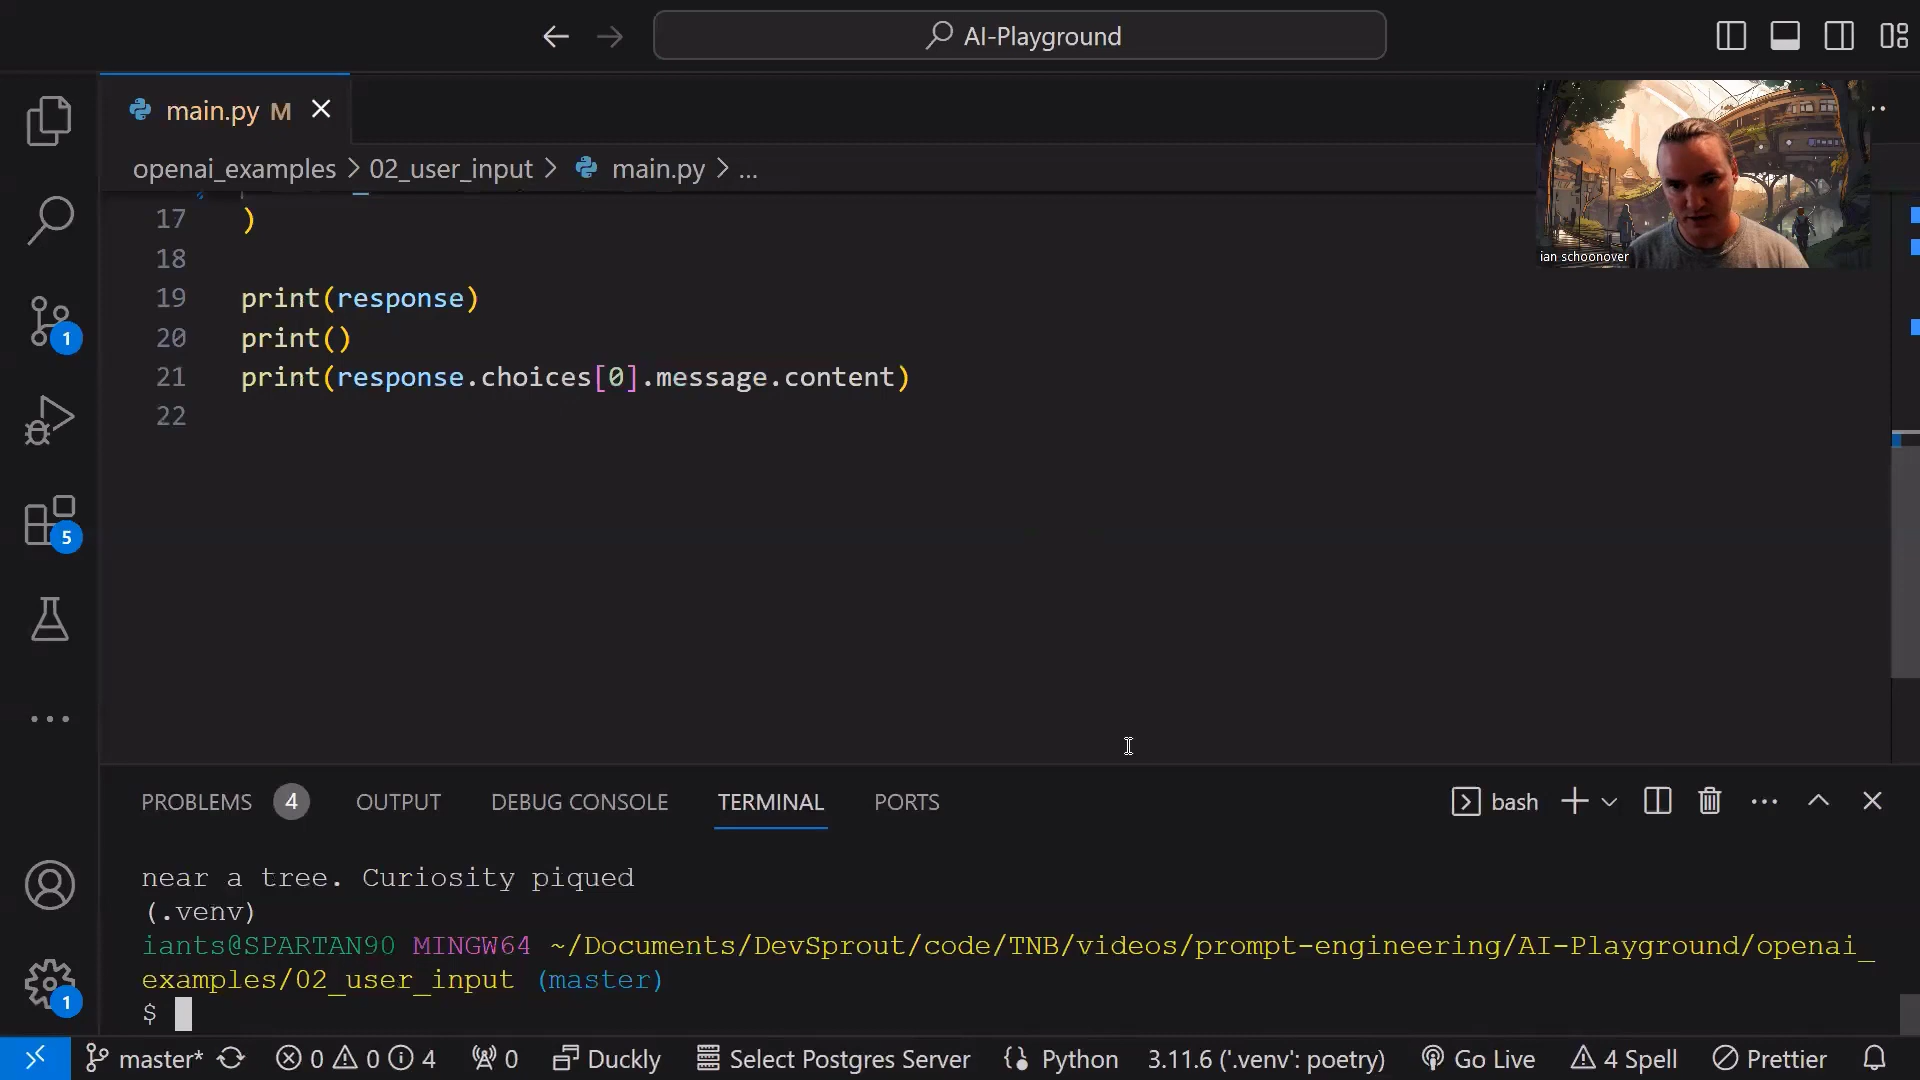 AI-Playground
main.py M
openai_examples > 02_user_input > main.py > ...
ian schoonover
17 )
18
19 print(response)
20 print()
21 print(response.choices[0].message.content)
22
1
5
1
PROBLEMS 4 OUTPUT DEBUG CONSOLE TERMINAL PORTS bash
near a tree. Curiosity piqued
(.venv)
iants@SPARTAN90 MINGW64 ~/Documents/DevSprout/code/TNB/videos/prompt-engineering/AI-Playground/openai_
examples/02_user_input (master)
$
master* 0 0 4 0 Duckly Select Postgres Server Python 3.11.6 ('.venv': poetry) Go Live 4 Spell Prettier